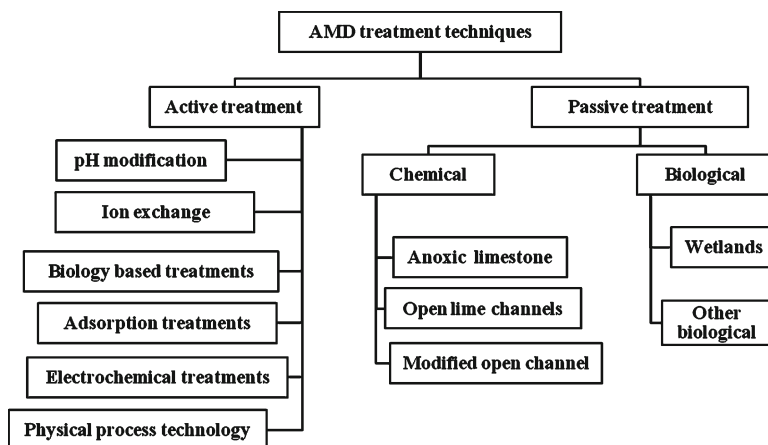 AMD treatment techniques
Active treatment
Passive treatment
pH modification
Ion exchange
Biology based treatments
Adsorption treatments
Electrochemical treatments
Physical process technology
Chemical
Anoxic limestone
Open lime channels
Modified open channel
Biological
Wetlands
Other
biological